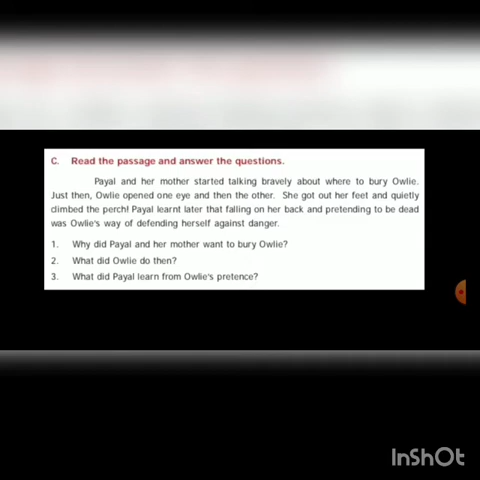 C. Read the passage and answer the questions.
Payal and her mother started talking bravely about where to bury Owlie.
Just then, Owlie opened one eye and then the other. She got out her feet and quietly
climbed the perch! Payal learnt later that falling on her back and pretending to be dead
was Owlie's way of defending herself against danger.
1. Why did Payal and her mother want to bury Owlie?
2. What did Owlie do then?
3. What did Payal learn from Owlie's pretence?
InShOt